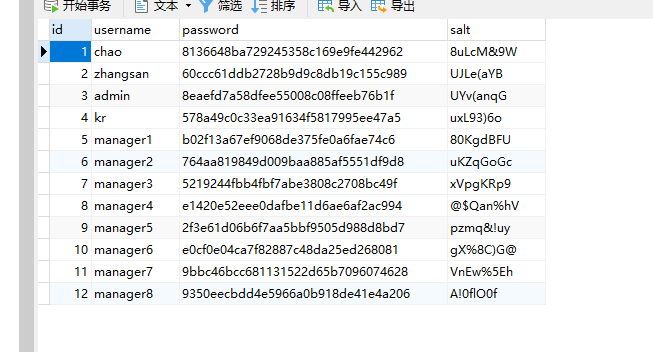 开始事务 文本 筛选 排序 导入 导出
id username password salt
1 chao 8136648ba729245358c169e9fe442962 8uLcM&9W
2 zhangsan 60ccc61ddb2728b9d9c8db19c155c989 UJLe(aYB
3 admin 8eaefd7a58dfee55008c08ffeeb76b1f UYv(anqG
4 kr 578a49c0c33ea91634f5817995ee47a5 uxL93)6o
5 manager1 b02f13a67ef9068de375fe0a6fae74c6 80KgdBFU
6 manager2 764aa819849d009baa885af5551df9d8 uKZqGoGc
7 manager3 5219244fbb4fbf7abe3808c2708bc49f xVpgKRp9
8 manager4 e1420e52eee0dafbe11d6ae6af2ac994 @$Qan%hV
9 manager5 2f3e61d06b6f7aa5bbf9505d988d8bd7 pzmq&!uy
10 manager6 e0cf0e04ca7f82887c48da25ed268081 gX%8C)G@
11 manager7 9bbc46bcc681131522d65b7096074628 VnEw%5Eh
12 manager8 9350eecbdd4e5966a0b918de41e4a206 A!0flO0f